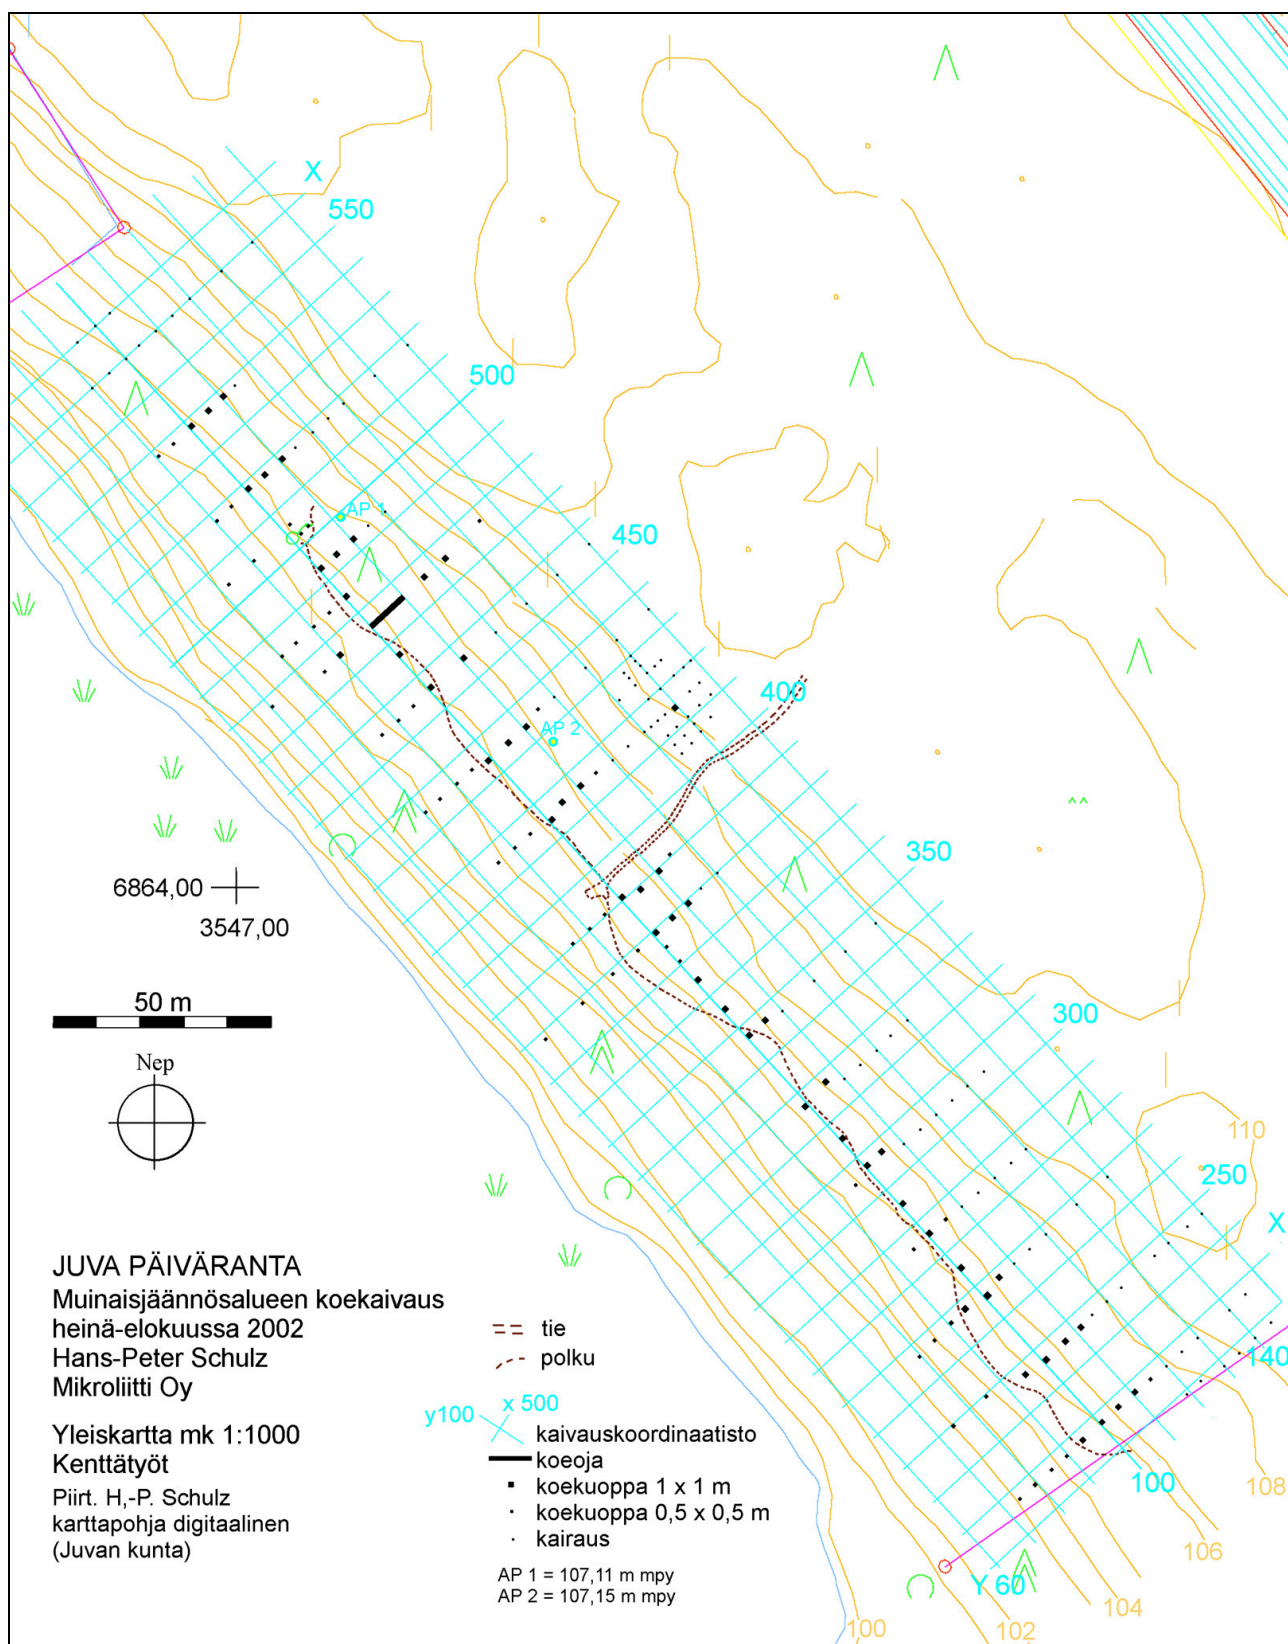 X
550
500
AP 1
450
400
AP 2
350
6864,00
3547,00
50 m
300
Nep
110
250
X
JUVA PÄIVÄRANTA
Muinaisjäännösalueen koekaivaus
heinä-elokuussa 2002
Hans-Peter Schulz
Mikroliitti Oy
Yleiskartta mk 1:1000
Kenttätyöt
Piirt. H,-P. Schulz
karttapohja digitaalinen
(Juvan kunta)
tie
polku
y100 x 500
kaivauskoordinaatisto
koeoja
koekuoppa 1 x 1 m
koekuoppa 0,5 x 0,5 m
kairaus
AP 1 = 107,11 m mpy
AP 2 = 107,15 m mpy
140
100
108
106
Y 60
104
102
100